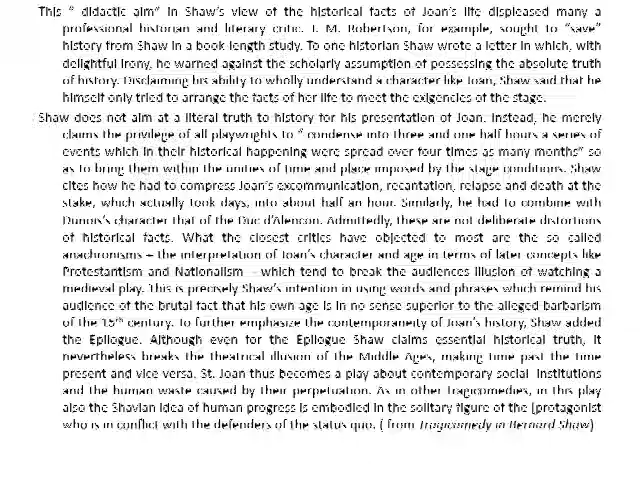 This “ didactic aim” in Shaw’s view of the historical facts of Joan’s life displeased many a
professional historian and literary critic. J. M. Robertson, for example, sought to “save”
history from Shaw in a book-length study. To one historian Shaw wrote a letter in which, with
delightful irony, he warned against the scholarly assumption of possessing the absolute truth
of history. Disclaiming his ability to wholly understand a character like Joan, Shaw said that he
himself only tried to arrange the facts of her life to meet the exigencies of the stage.
Shaw does not aim at a literal truth to history for his presentation of Joan. Instead, he merely
claims the privilege of all playwrights to “ condense into three and one half hours a series of
events which in their historical happening were spread over four times as many months” so
as to bring them within the unities of time and place imposed by the stage conditions. Shaw
cites how he had to compress Joan’s excommunication, recantation, relapse and death at the
stake, which actually took days, into about half an hour. Similarly, he had to combine with
Dunois’s character that of the Duc d’Alencon. Admittedly, these are not deliberate distortions
of historical facts. What the closest critics have objected to most are the so called
anachronisms – the interpretation of Joan’s character and age in terms of later concepts like
Protestantism and Nationalism – which tend to break the audiences illusion of watching a
medieval play. This is precisely Shaw’s intention in using words and phrases which remind his
audience of the brutal fact that his own age is in no sense superior to the alleged barbarism
of the 15th century. To further emphasize the contemporaneity of Joan’s history, Shaw added
the Epilogue. Although even for the Epilogue Shaw claims essential historical truth, it
nevertheless breaks the theatrical illusion of the Middle Ages, making time past the time
present and vice versa. St. Joan thus becomes a play about contemporary social institutions
and the human waste caused by their perpetuation. As in other tragicomedies, in this play
also the Shavian idea of human progress is embodied in the solitary figure of the [protagonist
who is in conflict with the defenders of the status quo. ( from Tragicomedy in Bernard Shaw)